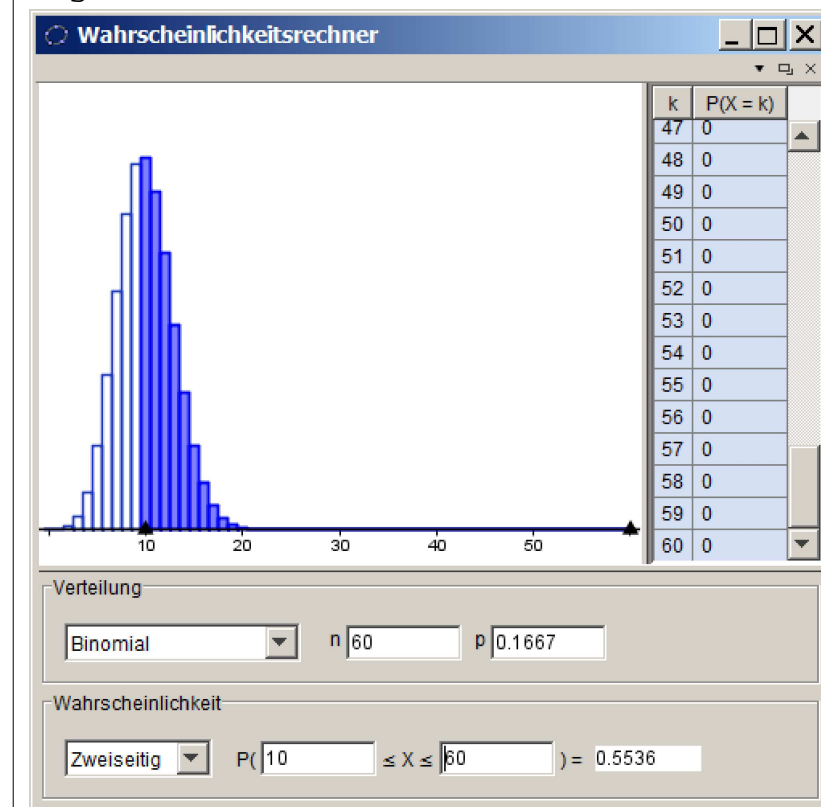 Wahrscheinlichkeitsrechner
k P(X = k)
47 0
48 0
49 0
50 0
51 0
52 0
53 0
54 0
55 0
56 0
57 0
58 0
59 0
60 0
10 20 30 40 50
Verteilung
Binomial n 60 p 0.1667
Wahrscheinlichkeit
Zweiseitig P( 10 ≤ X ≤ 60 ) = 0.5536